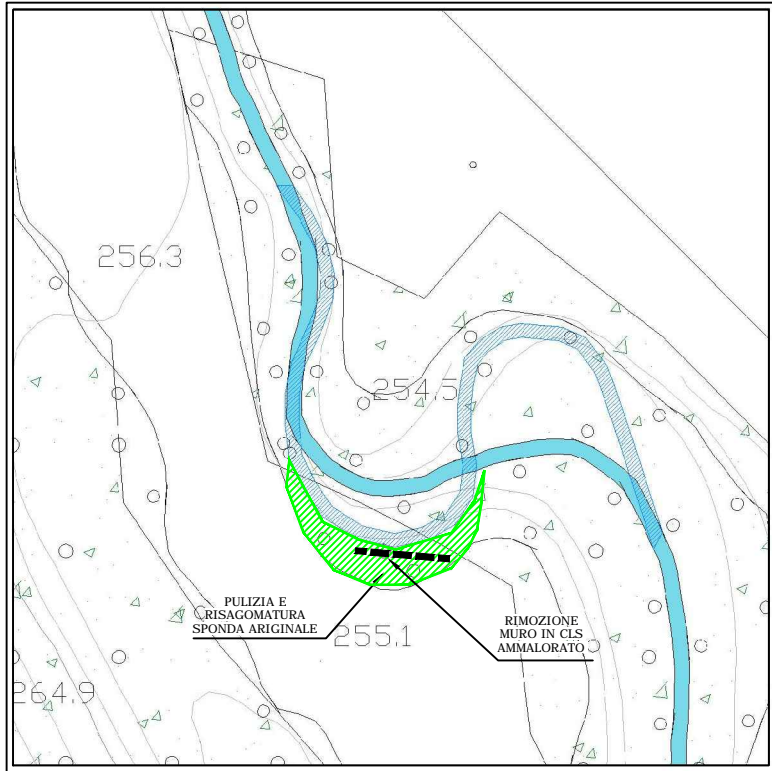 256.3
254.5
PULIZIA E
RISAGOMATURA
SPONDA ARIGINALE
255.1
RIMOZIONE
MURO IN CLS
AMMALORATO
264.9